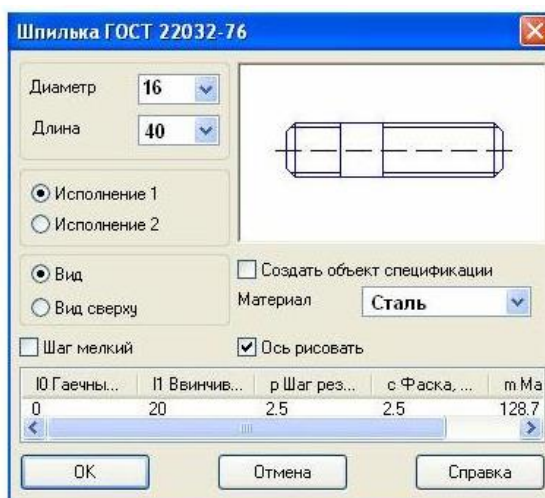 Шпилька ГОСТ 22032-76
Диаметр 16
Длина 40
Исполнение 1
Исполнение 2
Вид
Вид сверху
Создать объект спецификации
Материал Сталь
Шаг мелкий
Ось рисовать
l0 Гаечны... l1 Ввинчив... p Шаг рез... c Фаска, ... m Ма
0 20 2.5 2.5 128.7
OK Отмена Справка